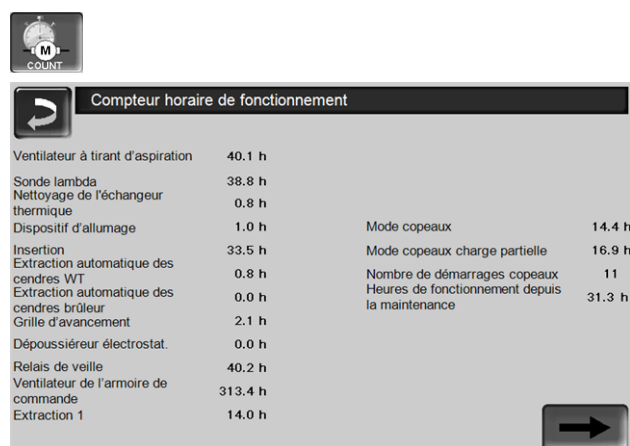 M
COUNT
Compteur horaire de fonctionnement
Ventilateur à tirant d'aspiration 40.1 h
Sonde lambda 38.8 h
Nettoyage de l'échangeur
thermique 0.8 h
Dispositif d'allumage 1.0 h
Mode copeaux 14.4 h
Insertion 33.5 h
Mode copeaux charge partielle 16.9 h
Extraction automatique des
cendres WT 0.8 h
Nombre de démarrages copeaux 11
Extraction automatique des
cendres brûleur 0.0 h
Heures de fonctionnement depuis
la maintenance 31.3 h
Grille d'avancement 2.1 h
Dépoussiéreur électrostat. 0.0 h
Relais de veille 40.2 h
Ventilateur de l'armoire de
commande 313.4 h
Extraction 1 14.0 h